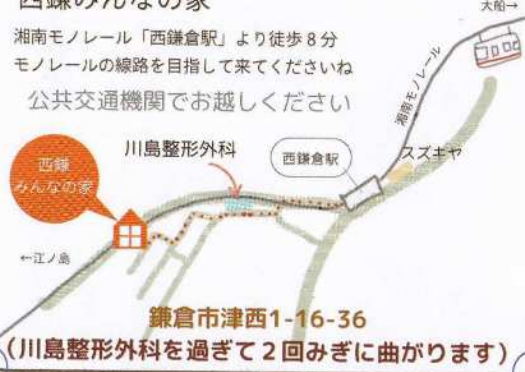 西鎌みんなの家
大船→
湘南モノレール「西鎌倉駅」より徒歩8分
モノレールの線路を目指して来てくださいね
公共交通機関でお越しください
湘南モノレール
川島整形外科
西鎌倉駅
スズキヤ
西鎌
みんなの家
←江ノ島
鎌倉市津西1-16-36
(川島整形外科を過ぎて2回みぎに曲がります)